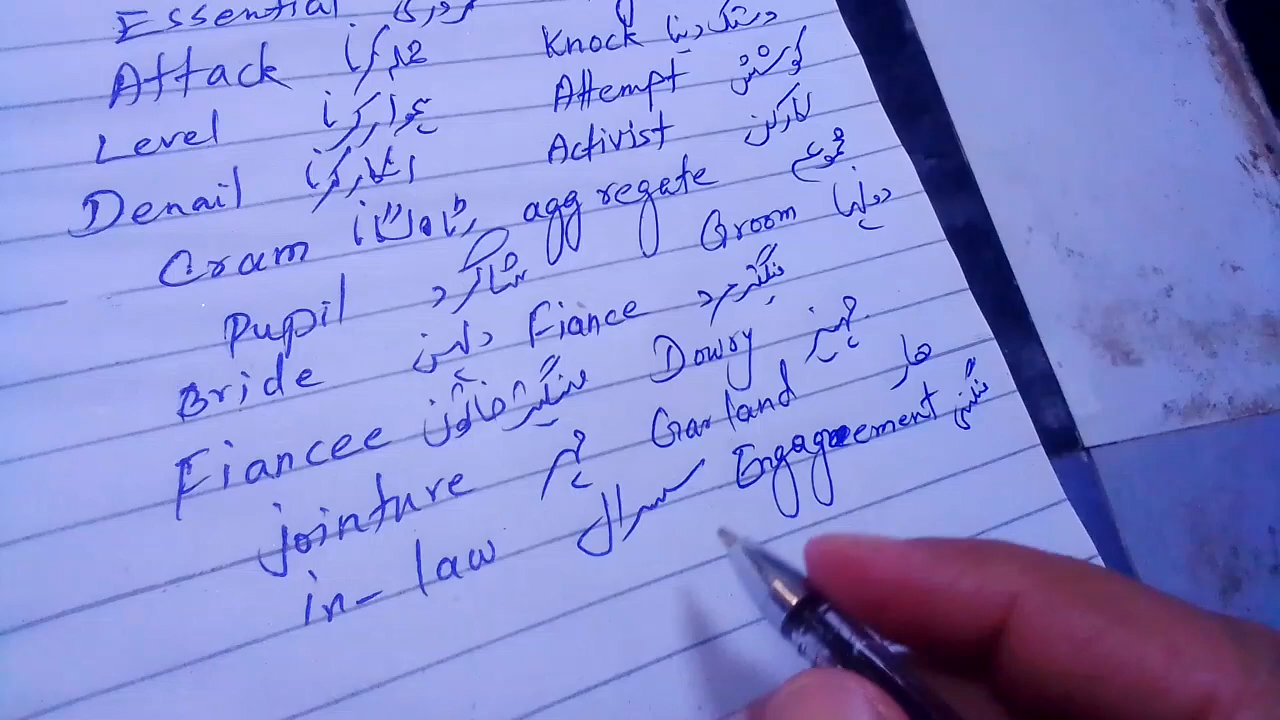 Essential ضروری
Attack حملہ کرنا Knock دستک دینا
Level ہموار کرنا Attempt کوشش
Denail انکار کرنا Activist کارکن
Cram aggregate مجموعہ
Pupil شاگرد Groom دولہا
Bride دلہن Fiance منگیتر مرد
Fiancee منگیتر خاتون Dowry جہیز
jointure مہر Garland ہار
in-law سسرال Engagement منگنی